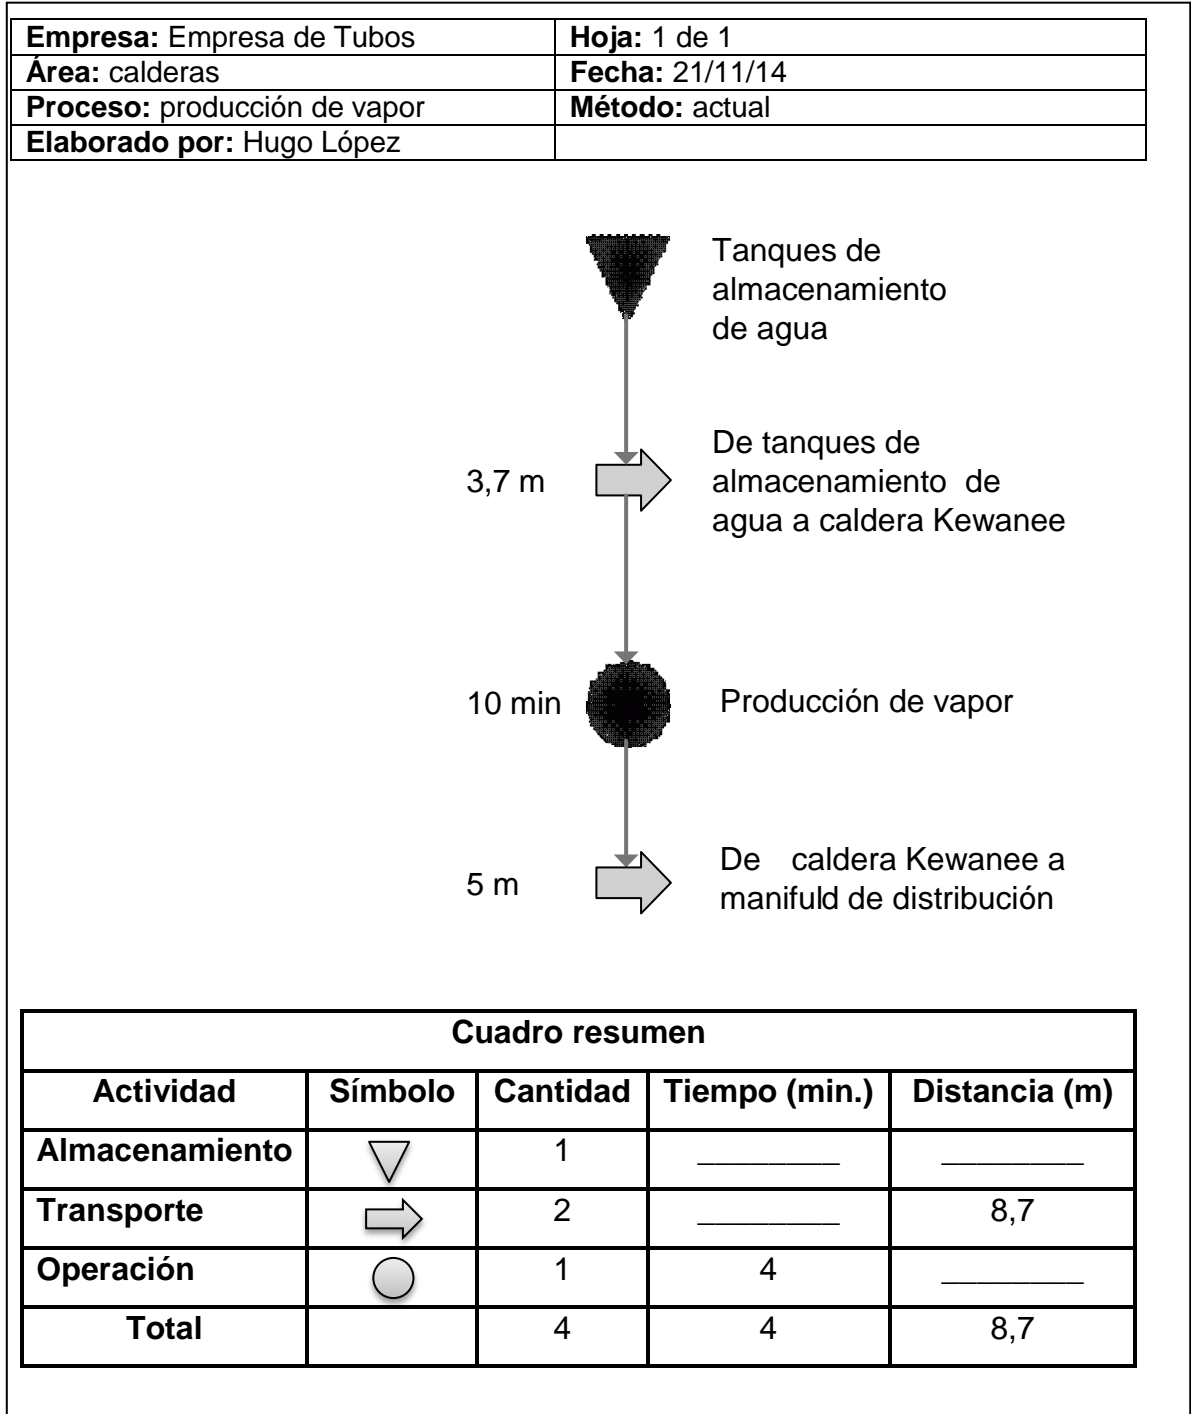 Empresa: Empresa de Tubos
Hoja: 1 de 1
Área: calderas
Fecha: 21/11/14
Proceso: producción de vapor
Método: actual
Elaborado por: Hugo López
Tanques de
almacenamiento
de agua
3,7 m
De tanques de
almacenamiento de
agua a caldera Kewanee
10 min
Producción de vapor
5 m
De caldera Kewanee a
manifuld de distribución
Cuadro resumen
Actividad Símbolo Cantidad Tiempo (min.) Distancia (m)
Almacenamiento 1 ________ ________
Transporte 2 ________ 8,7
Operación 1 4 ________
Total 4 4 8,7